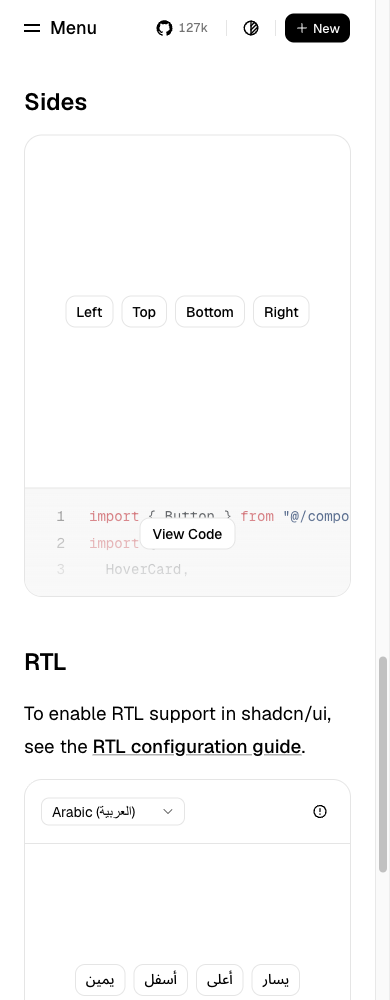 Menu 127k New
Sides
Left Top Bottom Right
1 import { Button } from "@/compo
2 import
View Code
3 HoverCard,
RTL
To enable RTL support in shadcn/ui,
see the RTL configuration guide.
Arabic (العربية)
يسار أعلى أسفل يمين